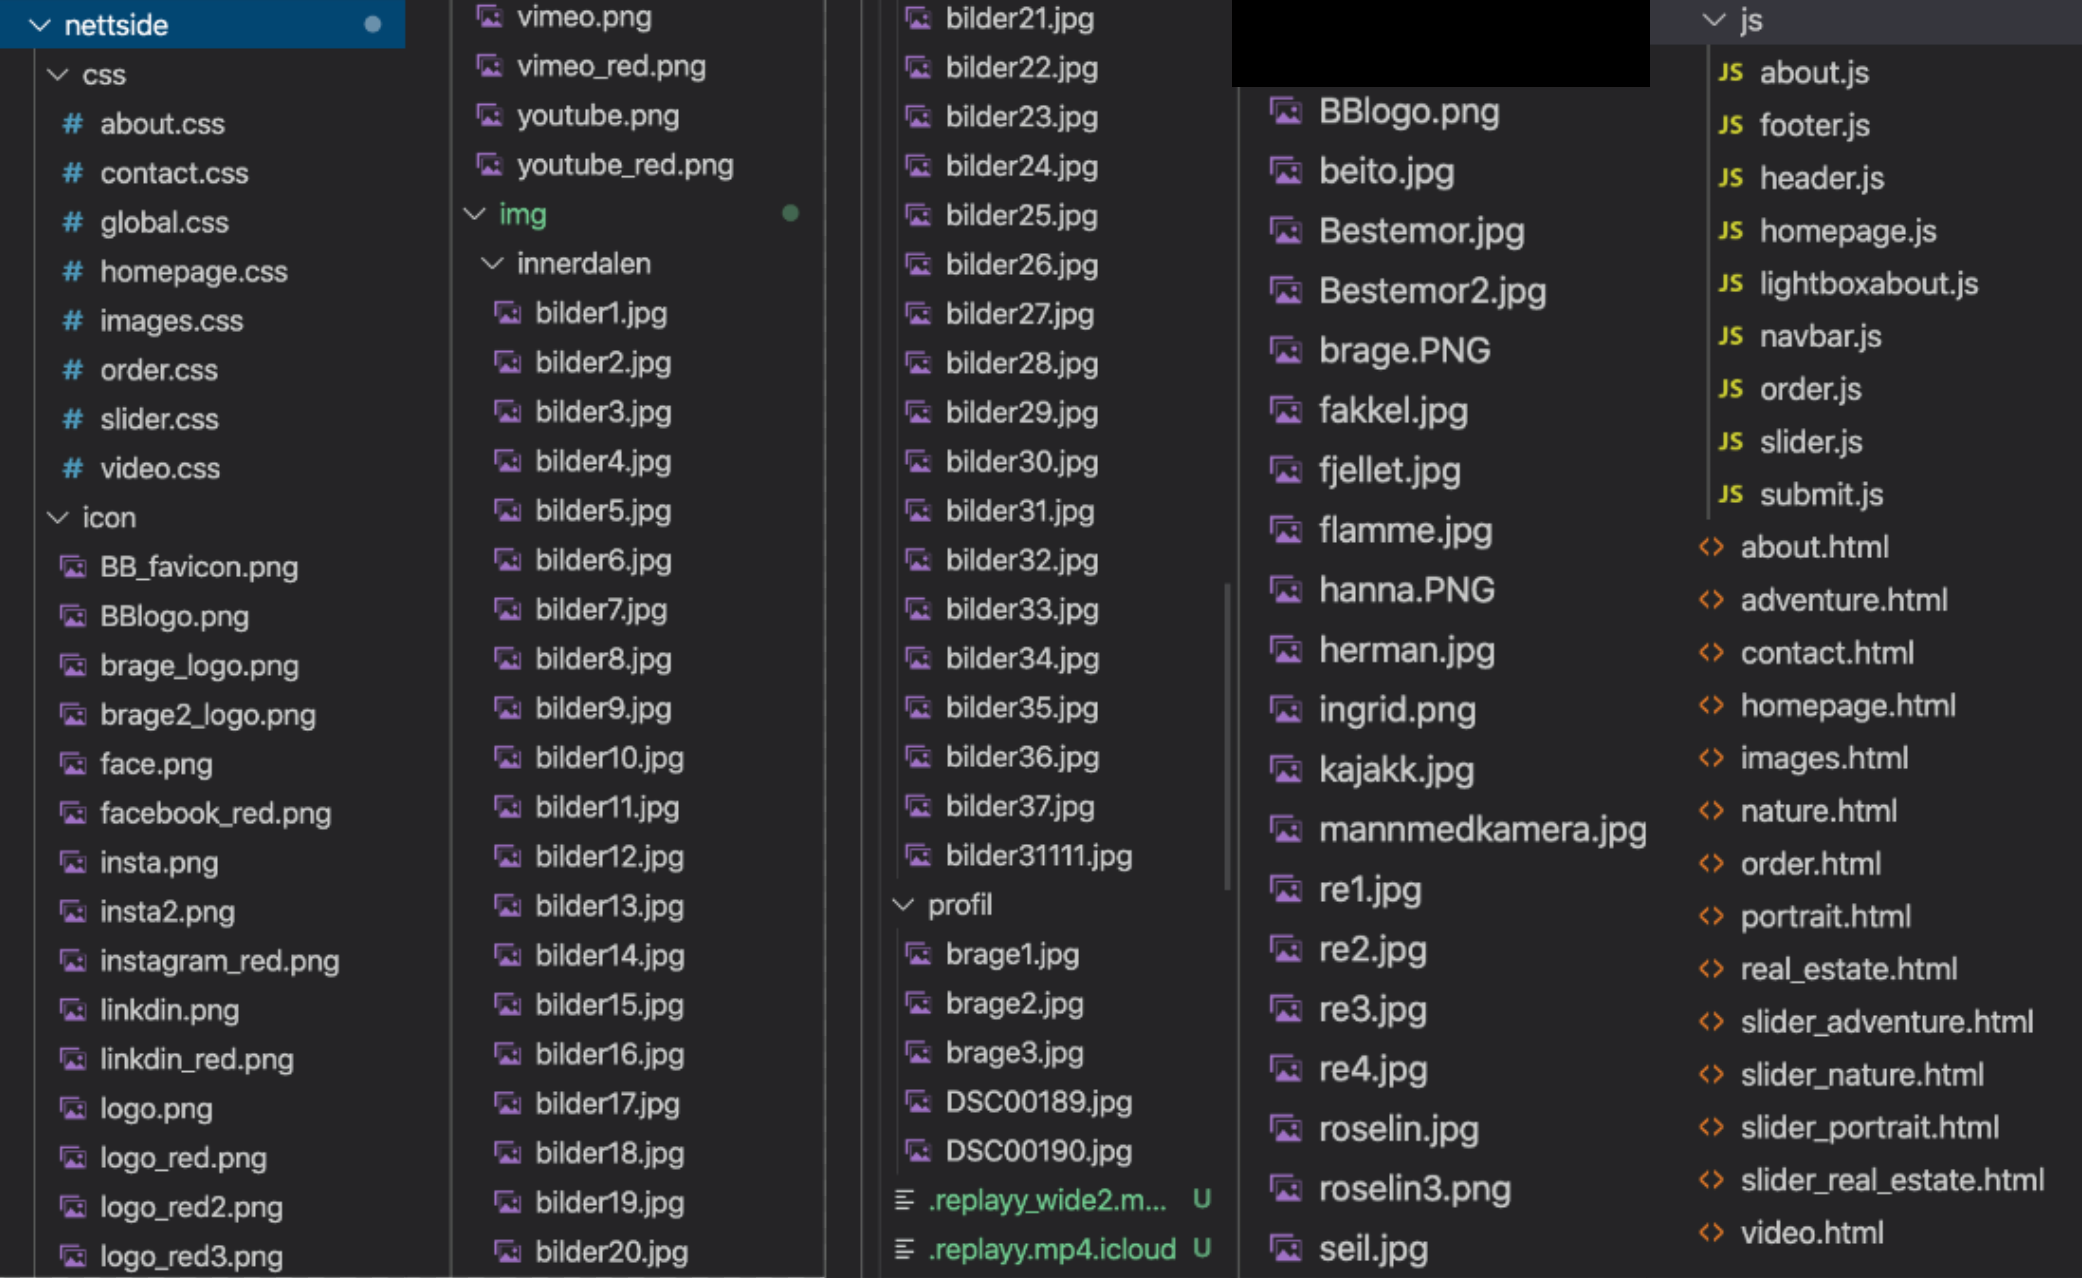 nettside
css
# about.css
# contact.css
# global.css
# homepage.css
# images.css
# order.css
# slider.css
# video.css
icon
BB_favicon.png
BBlogo.png
brage_logo.png
brage2_logo.png
face.png
facebook_red.png
insta.png
insta2.png
instagram_red.png
linkdin.png
linkdin_red.png
logo.png
logo_red.png
logo_red2.png
logo_red3.png
vimeo.png
vimeo_red.png
youtube.png
youtube_red.png
img
innerdalen
bilder1.jpg
bilder2.jpg
bilder3.jpg
bilder4.jpg
bilder5.jpg
bilder6.jpg
bilder7.jpg
bilder8.jpg
bilder9.jpg
bilder10.jpg
bilder11.jpg
bilder12.jpg
bilder13.jpg
bilder14.jpg
bilder15.jpg
bilder16.jpg
bilder17.jpg
bilder18.jpg
bilder19.jpg
bilder20.jpg
bilder21.jpg
bilder22.jpg
bilder23.jpg
bilder24.jpg
bilder25.jpg
bilder26.jpg
bilder27.jpg
bilder28.jpg
bilder29.jpg
bilder30.jpg
bilder31.jpg
bilder32.jpg
bilder33.jpg
bilder34.jpg
bilder35.jpg
bilder36.jpg
bilder37.jpg
bilder31111.jpg
profil
brage1.jpg
brage2.jpg
brage3.jpg
DSC00189.jpg
DSC00190.jpg
.replayy_wide2.m... U
.replayy.mp4.icloud U
BBlogo.png
beito.jpg
Bestemor.jpg
Bestemor2.jpg
brage.PNG
fakkel.jpg
fjellet.jpg
flamme.jpg
hanna.PNG
herman.jpg
ingrid.png
kajakk.jpg
mannmedkamera.jpg
re1.jpg
re2.jpg
re3.jpg
re4.jpg
roselin.jpg
roselin3.png
seil.jpg
js
JS about.js
JS footer.js
JS header.js
JS homepage.js
JS lightboxabout.js
JS navbar.js
JS order.js
JS slider.js
JS submit.js
<> about.html
<> adventure.html
<> contact.html
<> homepage.html
<> images.html
<> nature.html
<> order.html
<> portrait.html
<> real_estate.html
<> slider_adventure.html
<> slider_nature.html
<> slider_portrait.html
<> slider_real_estate.html
<> video.html